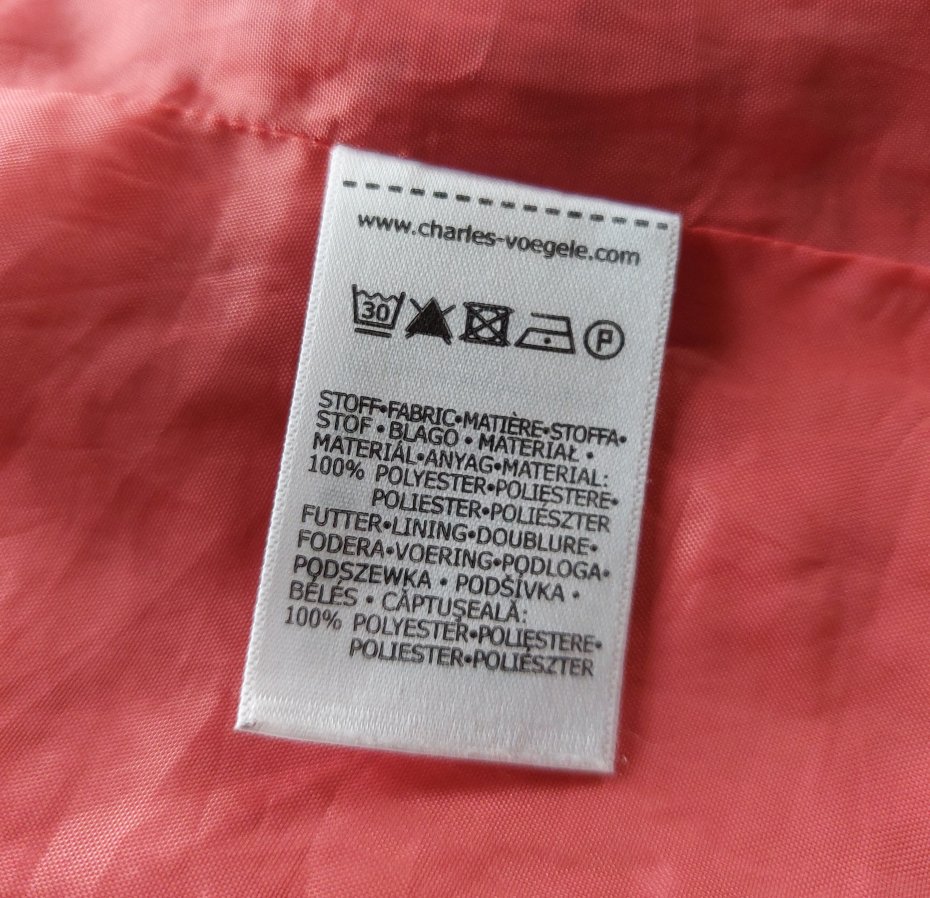 www.charles-voegele.com
30 P
STOFF•FABRIC•MATIÈRE•STOFFA•
STOF • BLAGO • MATERIAŁ •
MATERIÁL•ANYAG•MATERIAL:
100% POLYESTER•POLIESTERE•
POLIESTER•POLIÉSZTER
FUTTER•LINING•DOUBLURE•
FODERA•VOERING•PODLOGA•
PODSZEWKA • PODŠÍVKA •
BÉLÉS • CĂPTUŞEALĂ:
100% POLYESTER•POLIESTERE•
POLIESTER•POLIÉSZTER